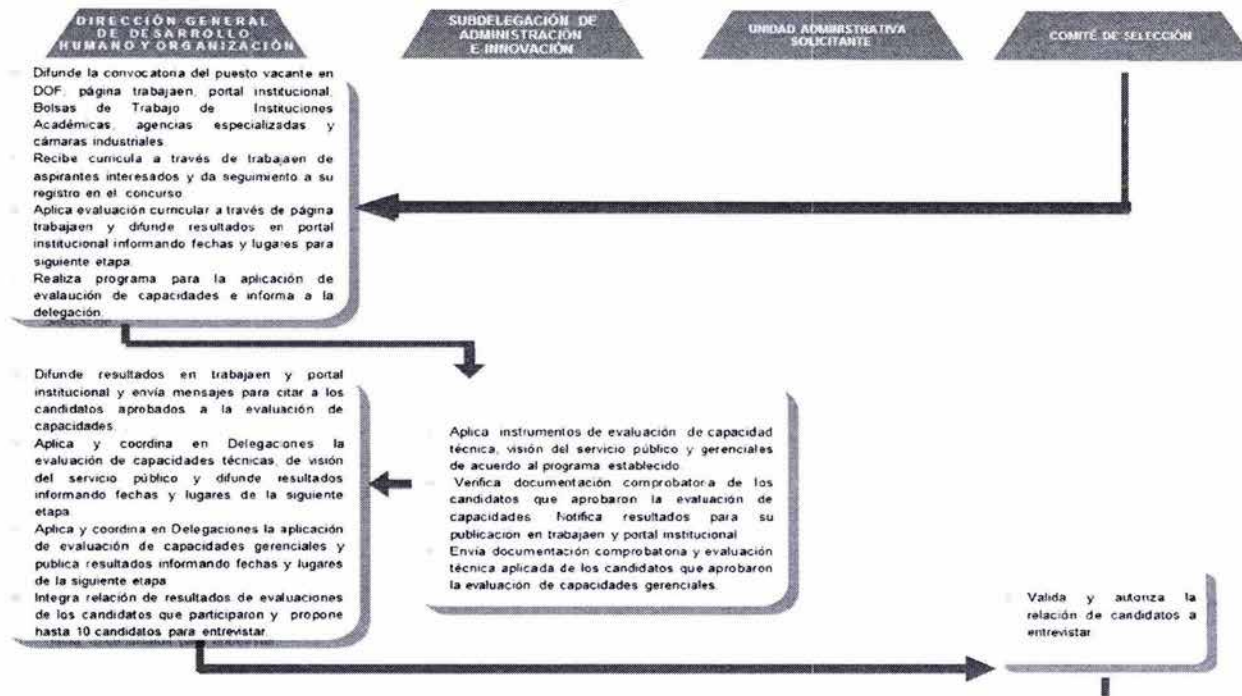 DIRECCIÓN GENERAL
DE DESARROLLO
HUMANO Y ORGANIZACIÓN
SUBDELEGACIÓN DE
ADMINISTRACIÓN
E INNOVACIÓN
UNIDAD ADMINISTRATIVA
SOLICITANTE
COMITÉ DE SELECCIÓN
Difunde la convocatoria del puesto vacante en
DOF, página trabajaen, portal institucional,
Bolsas de Trabajo de Instituciones
Académicas, agencias especializadas y
cámaras industriales.
Recibe curricula a través de trabajaen de
aspirantes interesados y da seguimiento a su
registro en el concurso.
Aplica evaluación curricular a través de página
trabajaen y difunde resultados en portal
institucional informando fechas y lugares para
siguiente etapa.
Realiza programa para la aplicación de
evalaución de capacidades e informa a la
delegación.
Difunde resultados en trabajaen y portal
institucional y envía mensajes para citar a los
candidatos aprobados a la evaluación de
capacidades.
Aplica y coordina en Delegaciones la
evaluación de capacidades técnicas, de visión
del servicio público y difunde resultados
informando fechas y lugares de la siguiente
etapa.
Aplica y coordina en Delegaciones la aplicación
de evaluación de capacidades gerenciales y
publica resultados informando fechas y lugares
de la siguiente etapa
Integra relación de resultados de evaluaciones
de los candidatos que participaron y propone
hasta 10 candidatos para entrevistar.
Aplica instrumentos de evaluación de capacidad
técnica, visión del servicio público y gerenciales
de acuerdo al programa establecido.
Verifica documentación comprobatoria de los
candidatos que aprobaron la evaluación de
capacidades. Notifica resultados para su
publicación en trabajaen y portal institucional
Envía documentación comprobatoria y evaluación
técnica aplicada de los candidatos que aprobaron
la evaluación de capacidades gerenciales.
Valida y autoriza la
relación de candidatos a
entrevistar